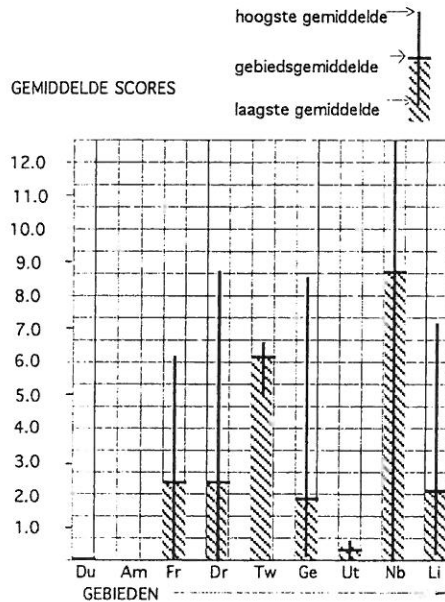 hoogste gemiddelde
gebiedsgemiddelde
GEMIDDELDE SCORES
laagste gemiddelde
12.0
11.0
10.0
9.0
8.0
7.0
6.0
5.0
4.0
3.0
2.0
1.0
Du Am Fr Dr Tw Ge Ut Nb Li
GEBIEDEN